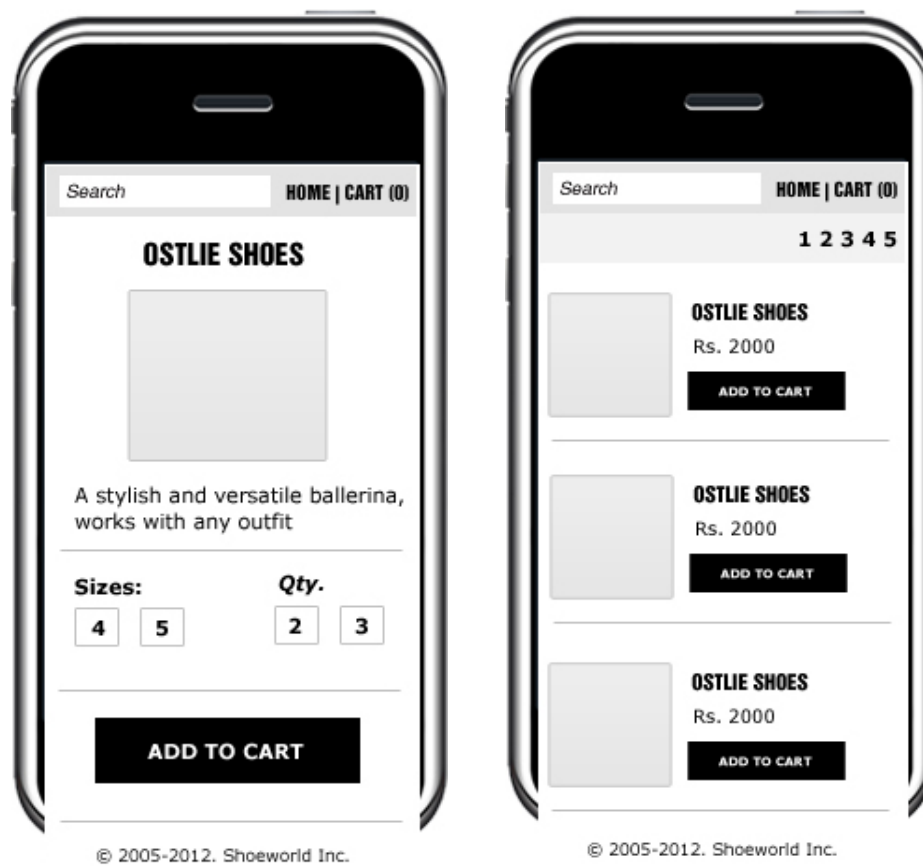 Search HOME | CART (0)
OSTLIE SHOES
A stylish and versatile ballerina,
works with any outfit
Sizes: Qty.
4 5 2 3
ADD TO CART
© 2005-2012. Shoeworld Inc.
Search HOME | CART (0)
1 2 3 4 5
OSTLIE SHOES
Rs. 2000
ADD TO CART
OSTLIE SHOES
Rs. 2000
ADD TO CART
OSTLIE SHOES
Rs. 2000
ADD TO CART
© 2005-2012. Shoeworld Inc.